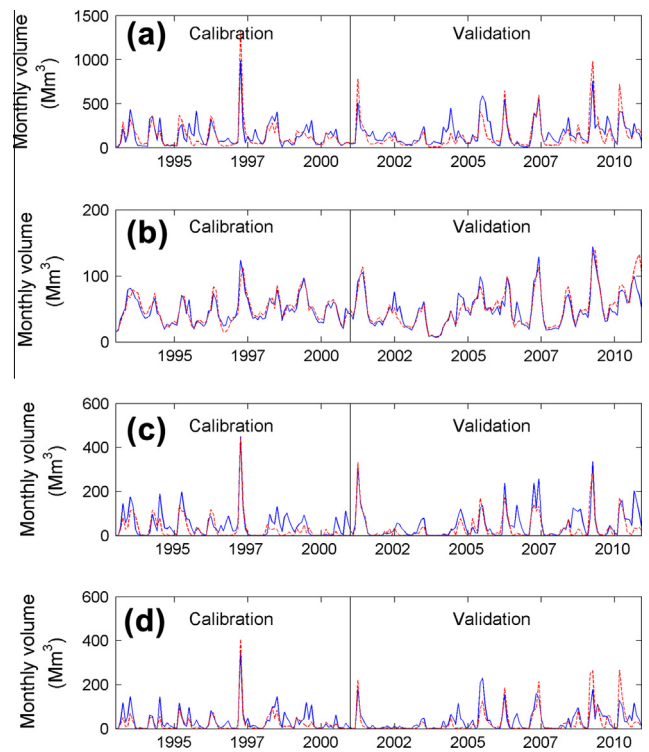 (a)
Calibration
Validation
Monthly volume
(Mm³)
1500
1000
500
0
1995 1997 2000 2002 2005 2007 2010
(b)
Calibration
Validation
Monthly volume
(Mm³)
200
100
0
1995 1997 2000 2002 2005 2007 2010
(c)
Calibration
Validation
Monthly volume
(Mm³)
600
400
200
0
1995 1997 2000 2002 2005 2007 2010
(d)
Calibration
Validation
Monthly volume
(Mm³)
600
400
200
0
1995 1997 2000 2002 2005 2007 2010